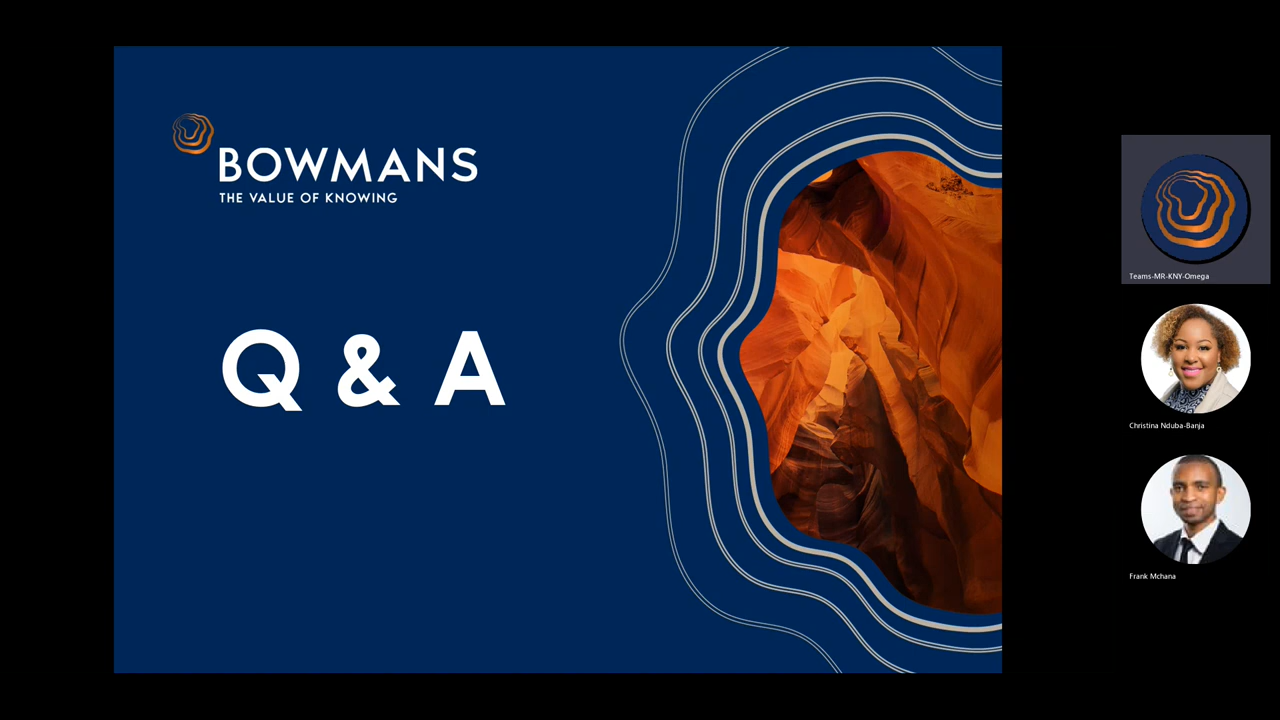 BOWMANS
THE VALUE OF KNOWING
Q & A
Teams-MR-KNY-Omega
Christina Nduba-Banja
Frank Mchana